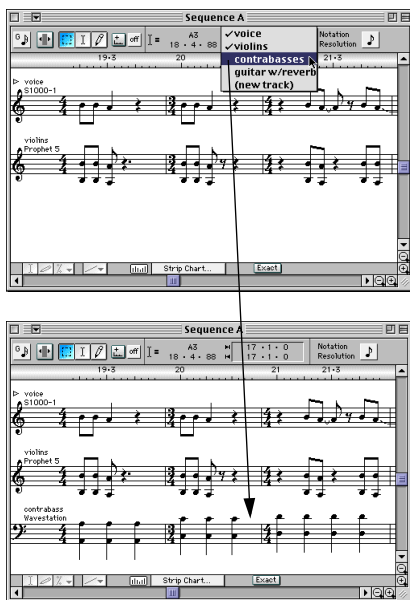 Sequence A
off
A3
18 • 4 • 88
✓voice
✓violins
contrabasses
guitar w/reverb
(new track)
Notation
Resolution
19•3
20
21•3
voice
S1000-1
violins
Prophet 5
Strip Chart...
Exact
Sequence A
off
A3
18 • 4 • 88
17 • 1 • 0
17 • 1 • 0
Notation
Resolution
19•3
20
21
21•3
voice
S1000-1
violins
Prophet 5
contrabass
Wavestation
Strip Chart...
Exact